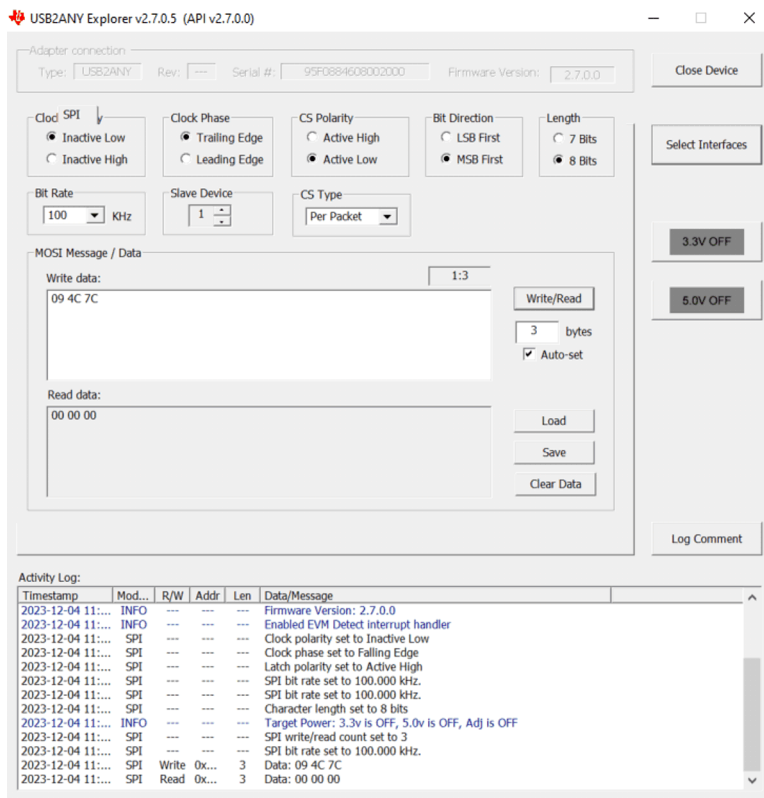 USB2ANY Explorer v2.7.0.5 (API v2.7.0.0)
Adapter connection
Type: USB2ANY Rev: --- Serial #: 95F0884608002000 Firmware Version: 2.7.0.0
Close Device
SPI
Clock Phase CS Polarity Bit Direction Length
Inactive Low Trailing Edge Active High LSB First 7 Bits
Inactive High Leading Edge Active Low MSB First 8 Bits
Select Interfaces
Bit Rate Slave Device CS Type
100 KHz 1 Per Packet
3.3V OFF
MOSI Message / Data
Write data: 1:3
09 4C 7C
Write/Read
5.0V OFF
3 bytes
Auto-set
Read data:
00 00 00
Load
Save
Clear Data
Log Comment
Activity Log:
Timestamp Mod... R/W Addr Len Data/Message
2023-12-04 11:... INFO --- --- --- Firmware Version: 2.7.0.0
2023-12-04 11:... INFO --- --- --- Enabled EVM Detect interrupt handler
2023-12-04 11:... SPI --- --- --- Clock polarity set to Inactive Low
2023-12-04 11:... SPI --- --- --- Clock phase set to Falling Edge
2023-12-04 11:... SPI --- --- --- Latch polarity set to Active High
2023-12-04 11:... SPI --- --- --- SPI bit rate set to 100.000 kHz.
2023-12-04 11:... SPI --- --- --- SPI bit rate set to 100.000 kHz.
2023-12-04 11:... SPI --- --- --- Character length set to 8 bits
2023-12-04 11:... INFO --- --- --- Target Power: 3.3v is OFF, 5.0v is OFF, Adj is OFF
2023-12-04 11:... SPI --- --- --- SPI write/read count set to 3
2023-12-04 11:... SPI --- --- --- SPI bit rate set to 100.000 kHz.
2023-12-04 11:... SPI Write 0x... 3 Data: 09 4C 7C
2023-12-04 11:... SPI Read 0x... 3 Data: 00 00 00